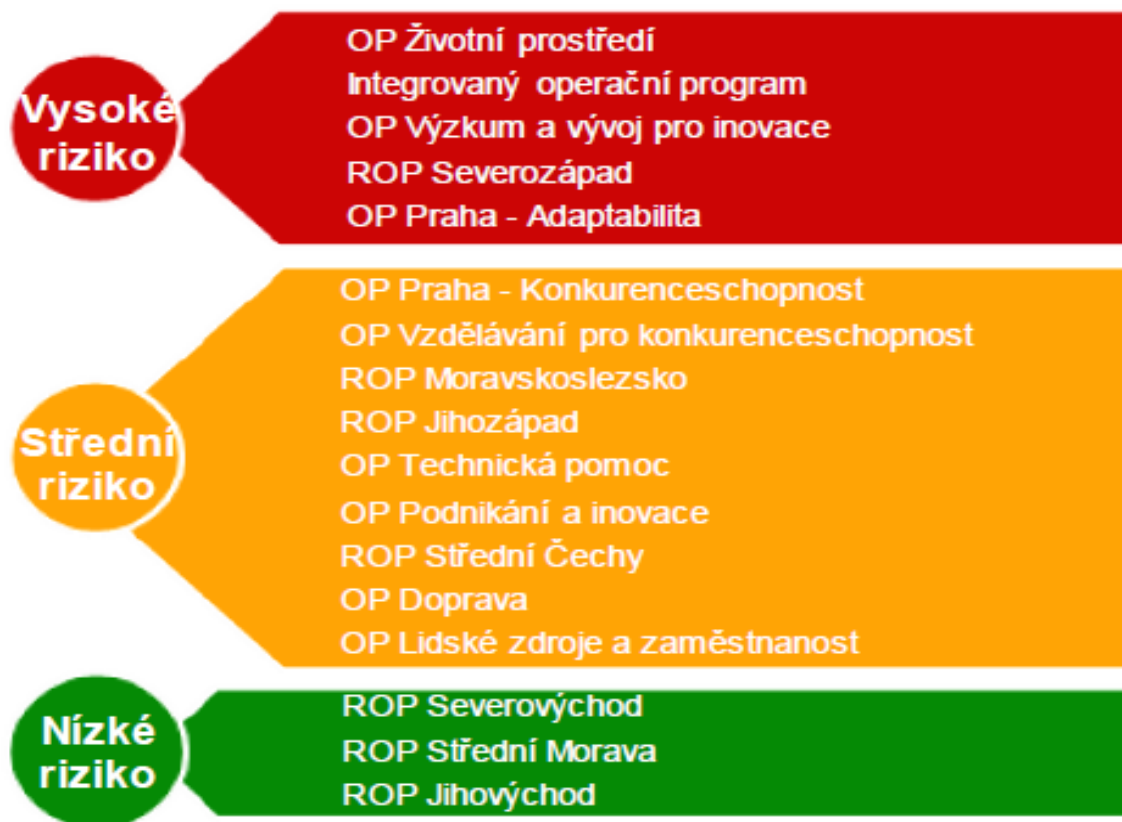 Vysoké
riziko
OP Životní prostředí
Integrovaný operační program
OP Výzkum a vývoj pro inovace
ROP Severozápad
OP Praha - Adaptabilita
Střední
riziko
OP Praha - Konkurenceschopnost
OP Vzdělávání pro konkurenceschopnost
ROP Moravskoslezsko
ROP Jihozápad
OP Technická pomoc
OP Podnikání a inovace
ROP Střední Čechy
OP Doprava
OP Lidské zdroje a zaměstnanost
Nízké
riziko
ROP Severovýchod
ROP Střední Morava
ROP Jihovýchod